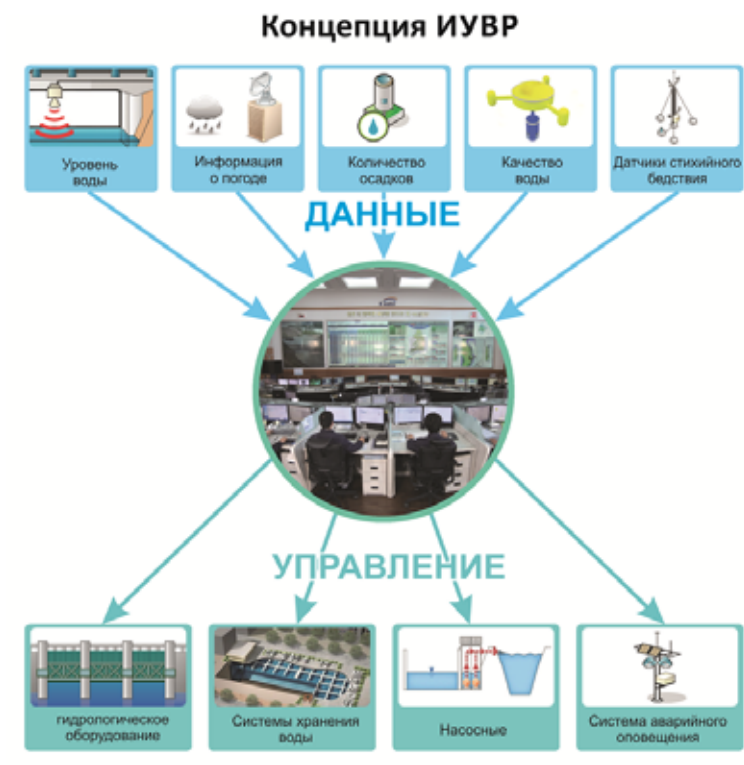 Концепция ИУВР
Уровень
воды
Информация
о погоде
Количество
осадков
Качество
воды
Датчики стихийного
бедствия
ДАННЫЕ
УПРАВЛЕНИЕ
гидрологическое
оборудование
Системы хранения
воды
Насосные
Система аварийного
оповещения